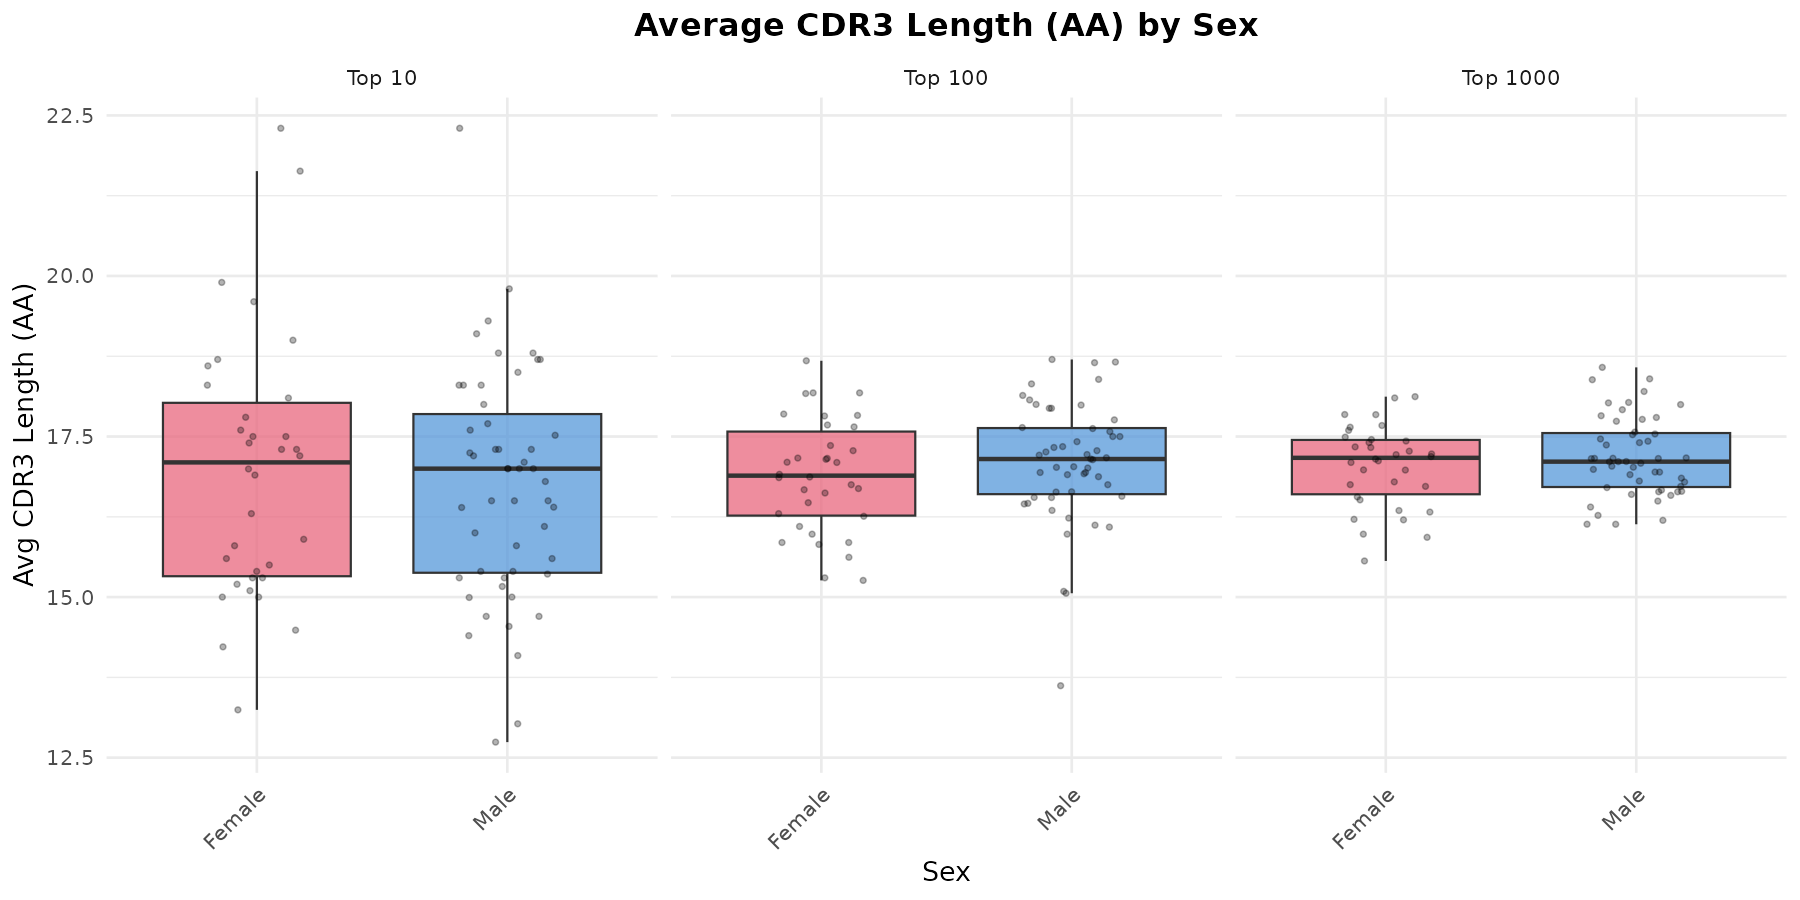 Average CDR3 Length (AA) by Sex
Top 10
Top 100
Top 1000
Avg CDR3 Length (AA)
22.5
20.0
17.5
15.0
12.5
Female
Male
Female
Male
Female
Male
Sex